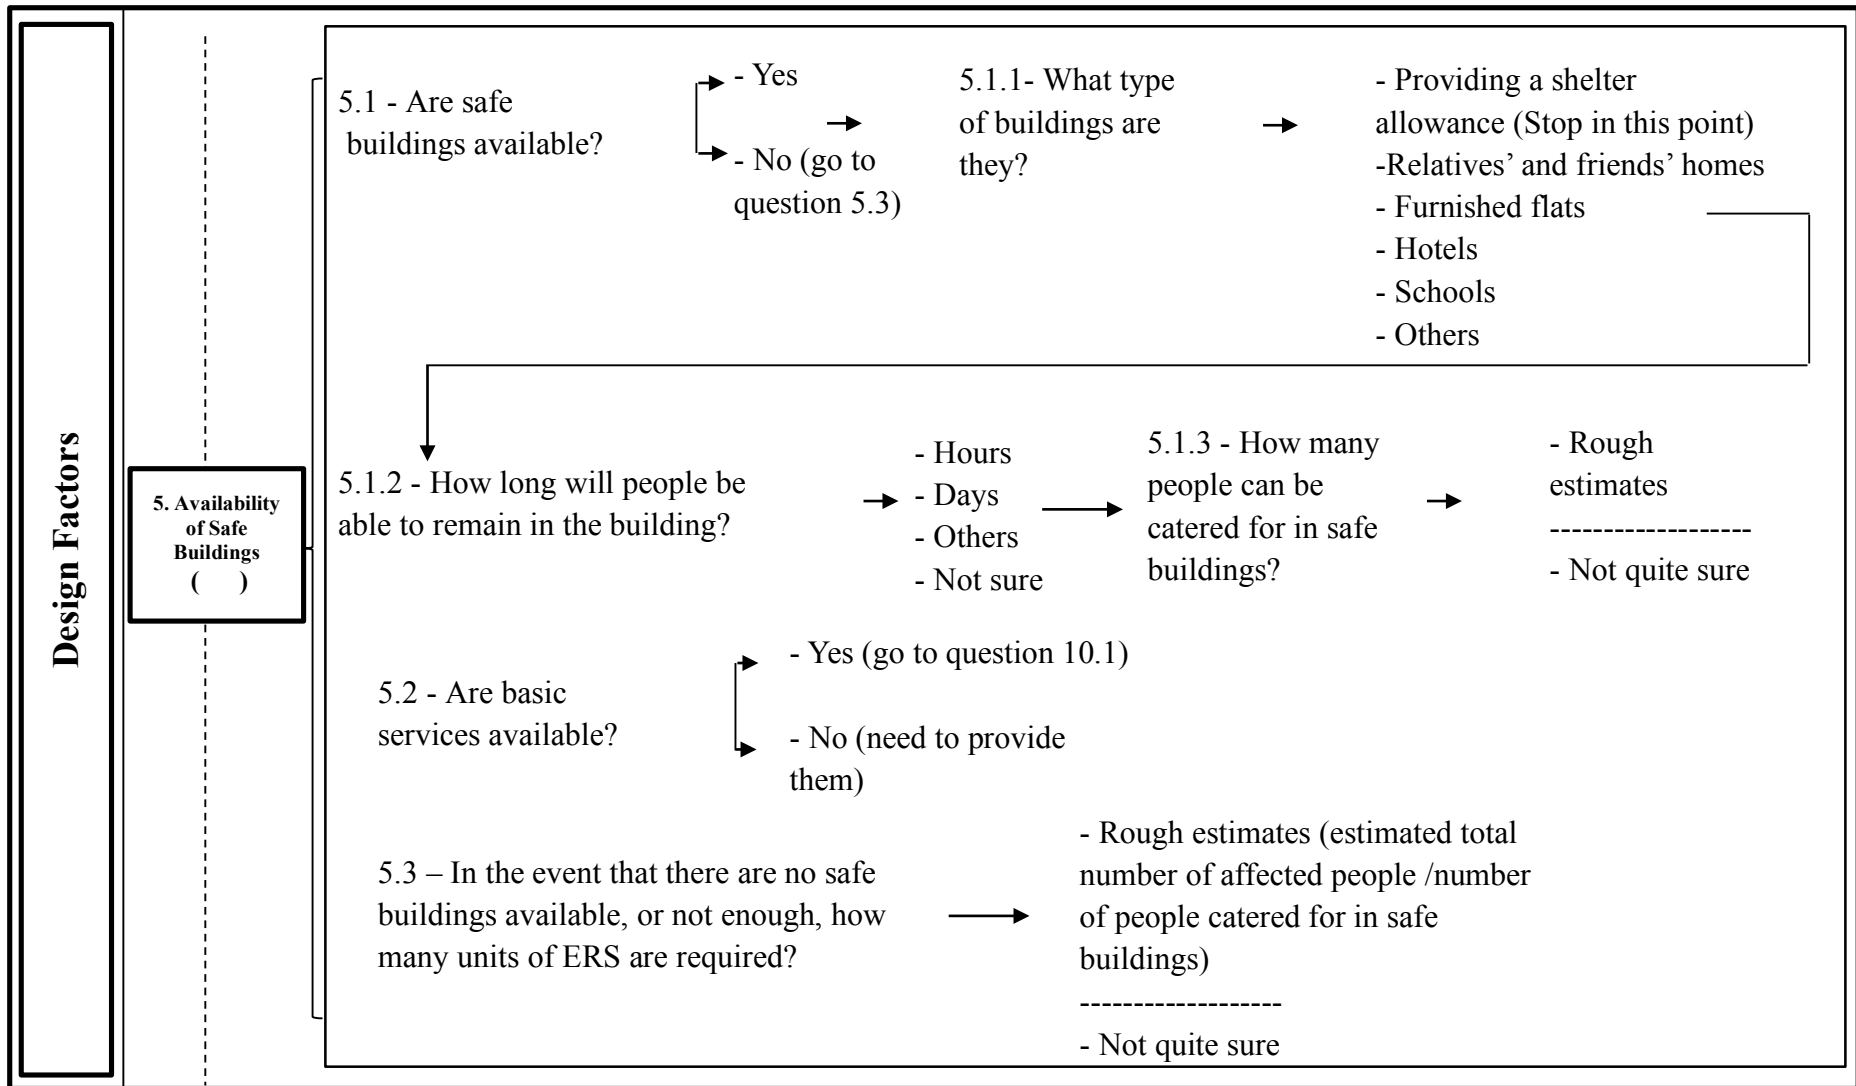 Design Factors
5. Availability
of Safe
Buildings
(     )
5.1 - Are safe
buildings available?
- Yes
- No (go to
question 5.3)
5.1.1- What type
of buildings are
they?
- Providing a shelter
allowance (Stop in this point)
-Relatives’ and friends’ homes
- Furnished flats
- Hotels
- Schools
- Others
5.1.2 - How long will people be
able to remain in the building?
- Hours
- Days
- Others
- Not sure
5.1.3 - How many
people can be
catered for in safe
buildings?
- Rough
estimates
-------------------
- Not quite sure
5.2 - Are basic
services available?
- Yes (go to question 10.1)
- No (need to provide
them)
5.3 – In the event that there are no safe
buildings available, or not enough, how
many units of ERS are required?
- Rough estimates (estimated total
number of affected people /number
of people catered for in safe
buildings)
-------------------
- Not quite sure